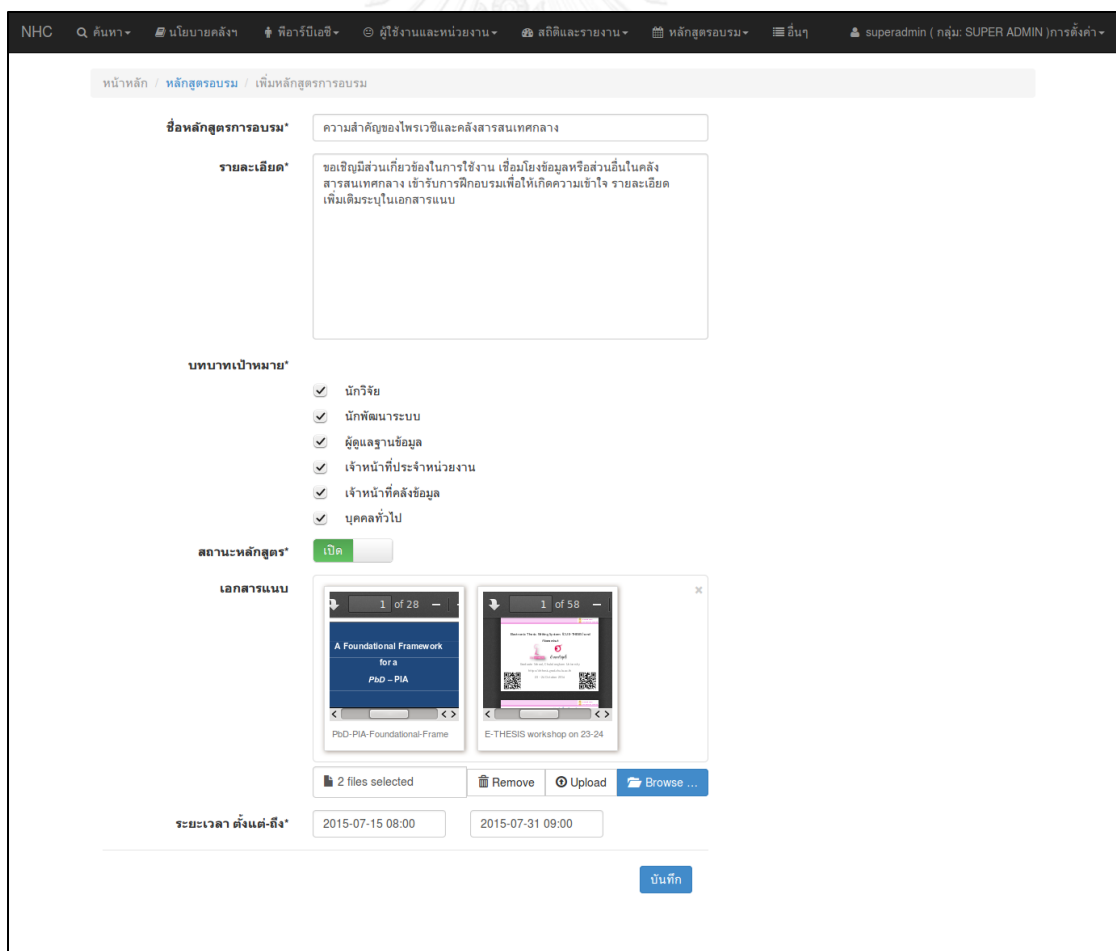 NHC ค้นหา นโยบายคลังฯ พีอาร์บีเอซี ผู้ใช้งานและหน่วยงาน สถิติและรายงาน หลักสูตรอบรม อื่นๆ superadmin ( กลุ่ม: SUPER ADMIN )การตั้งค่า
หน้าหลัก / หลักสูตรอบรม / เพิ่มหลักสูตรการอบรม
ชื่อหลักสูตรการอบรม* ความสำคัญของไพรเวซีและคลังสารสนเทศกลาง
รายละเอียด* ขอเชิญมีส่วนเกี่ยวข้องในการใช้งาน เชื่อมโยงข้อมูลหรือส่วนอื่นในคลัง
สารสนเทศกลาง เข้ารับการฝึกอบรมเพื่อให้เกิดความเข้าใจ รายละเอียด
เพิ่มเติมระบุในเอกสารแนบ
บทบาทเป้าหมาย*
นักวิจัย
นักพัฒนาระบบ
ผู้ดูแลฐานข้อมูล
เจ้าหน้าที่ประจำหน่วยงาน
เจ้าหน้าที่คลังข้อมูล
บุคคลทั่วไป
สถานะหลักสูตร* เปิด
เอกสารแนบ
1 of 28 1 of 58
A Foundational Framework
for a
PbD – PIA
PbD-PIA-Foundational-Frame E-THESIS workshop on 23-24
2 files selected Remove Upload Browse …
ระยะเวลา ตั้งแต่-ถึง* 2015-07-15 08:00 2015-07-31 09:00
บันทึก